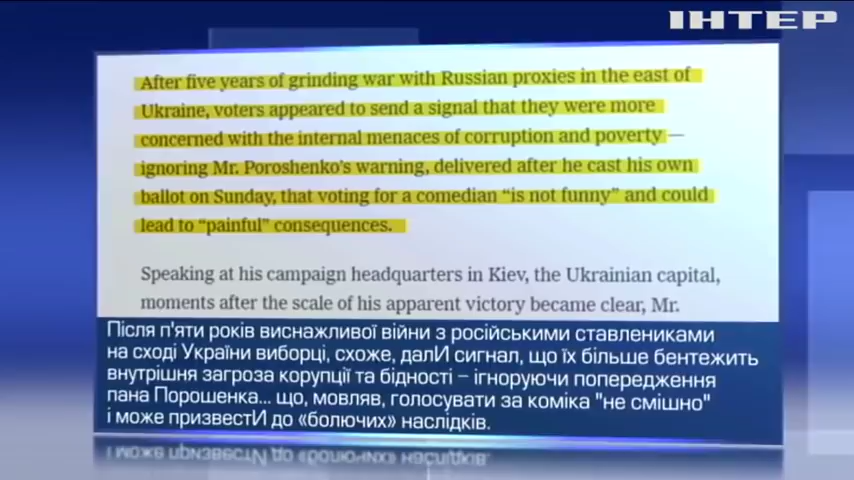 ІНТЕР
After five years of grinding war with Russian proxies in the east of
Ukraine, voters appeared to send a signal that they were more
concerned with the internal menaces of corruption and poverty —
ignoring Mr. Poroshenko's warning, delivered after he cast his own
ballot on Sunday, that voting for a comedian “is not funny” and could
lead to “painful” consequences.
Speaking at his campaign headquarters in Kiev, the Ukrainian capital,
moments after the scale of his apparent victory became clear, Mr.
Після п'яти років виснажливої війни з російськими ставлениками
на сході України виборці, схоже, далИ сигнал, що їх більше бентежить
внутрішня загроза корупції та бідності – ігноруючи попередження
пана Порошенка... що, мовляв, голосувати за коміка "не смішно"
і може призвестИ до «болючих» наслідків.